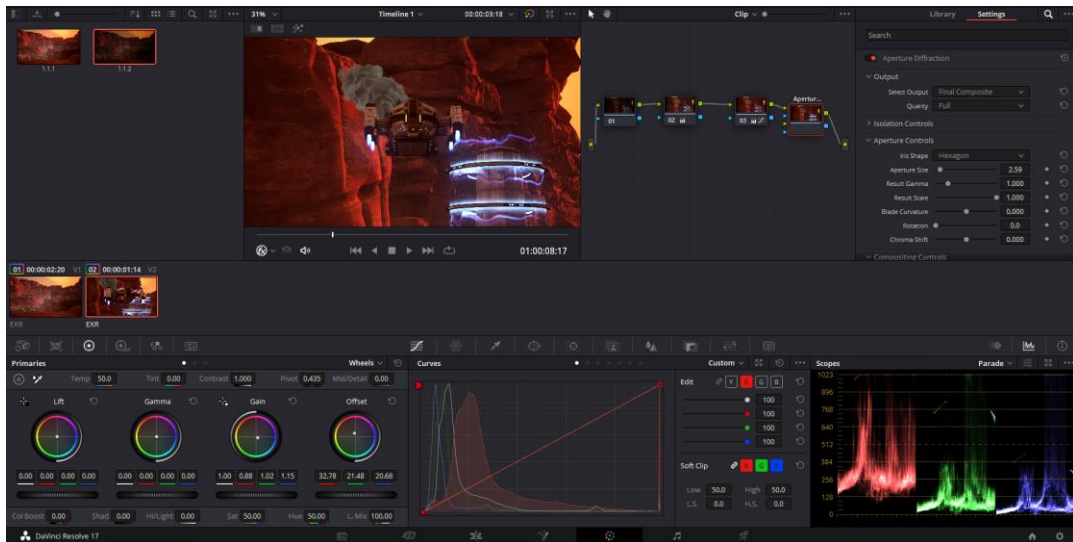 31%
Timeline 1
00:00:03:18
Clip
Library
Settings
1.1.1
1.1.2
Search
Aperture Diffraction
Output
Select Output
Final Composite
Quality
Full
Isolation Controls
Aperture Controls
Iris Shape
Hexagon
Aperture Size
2.59
Result Gamma
1.000
Result Scale
1.000
Blade Curvature
0.000
Rotation
0.0
Chroma Shift
0.000
Compositing Controls
01
02
03
Apertur...
01:00:08:17
01 00:00:02:20 V1
02 00:00:01:14 V2
EXR
EXR
Primaries
Wheels
Temp 50.0 Tint 0.00 Contrast 1.000 Pivot 0.435 Mid/Detail 0.00
Lift
Gamma
Gain
Offset
0.00 0.00 0.00 0.00
0.00 0.00 0.00 0.00
1.00 0.88 1.02 1.15
32.78 21.48 20.68
Col Boost 0.00 Shad 0.00 Hi/Light 0.00 Sat 50.00 Hue 50.00 L. Mix 100.00
Curves
Custom
Edit
Y R G B
100
100
100
100
Soft Clip
R G B
Low 50.0 High 50.0
L.S. 0.0 H.S. 0.0
Scopes
Parade
1023
896
768
640
512
384
256
128
0
DaVinci Resolve 17